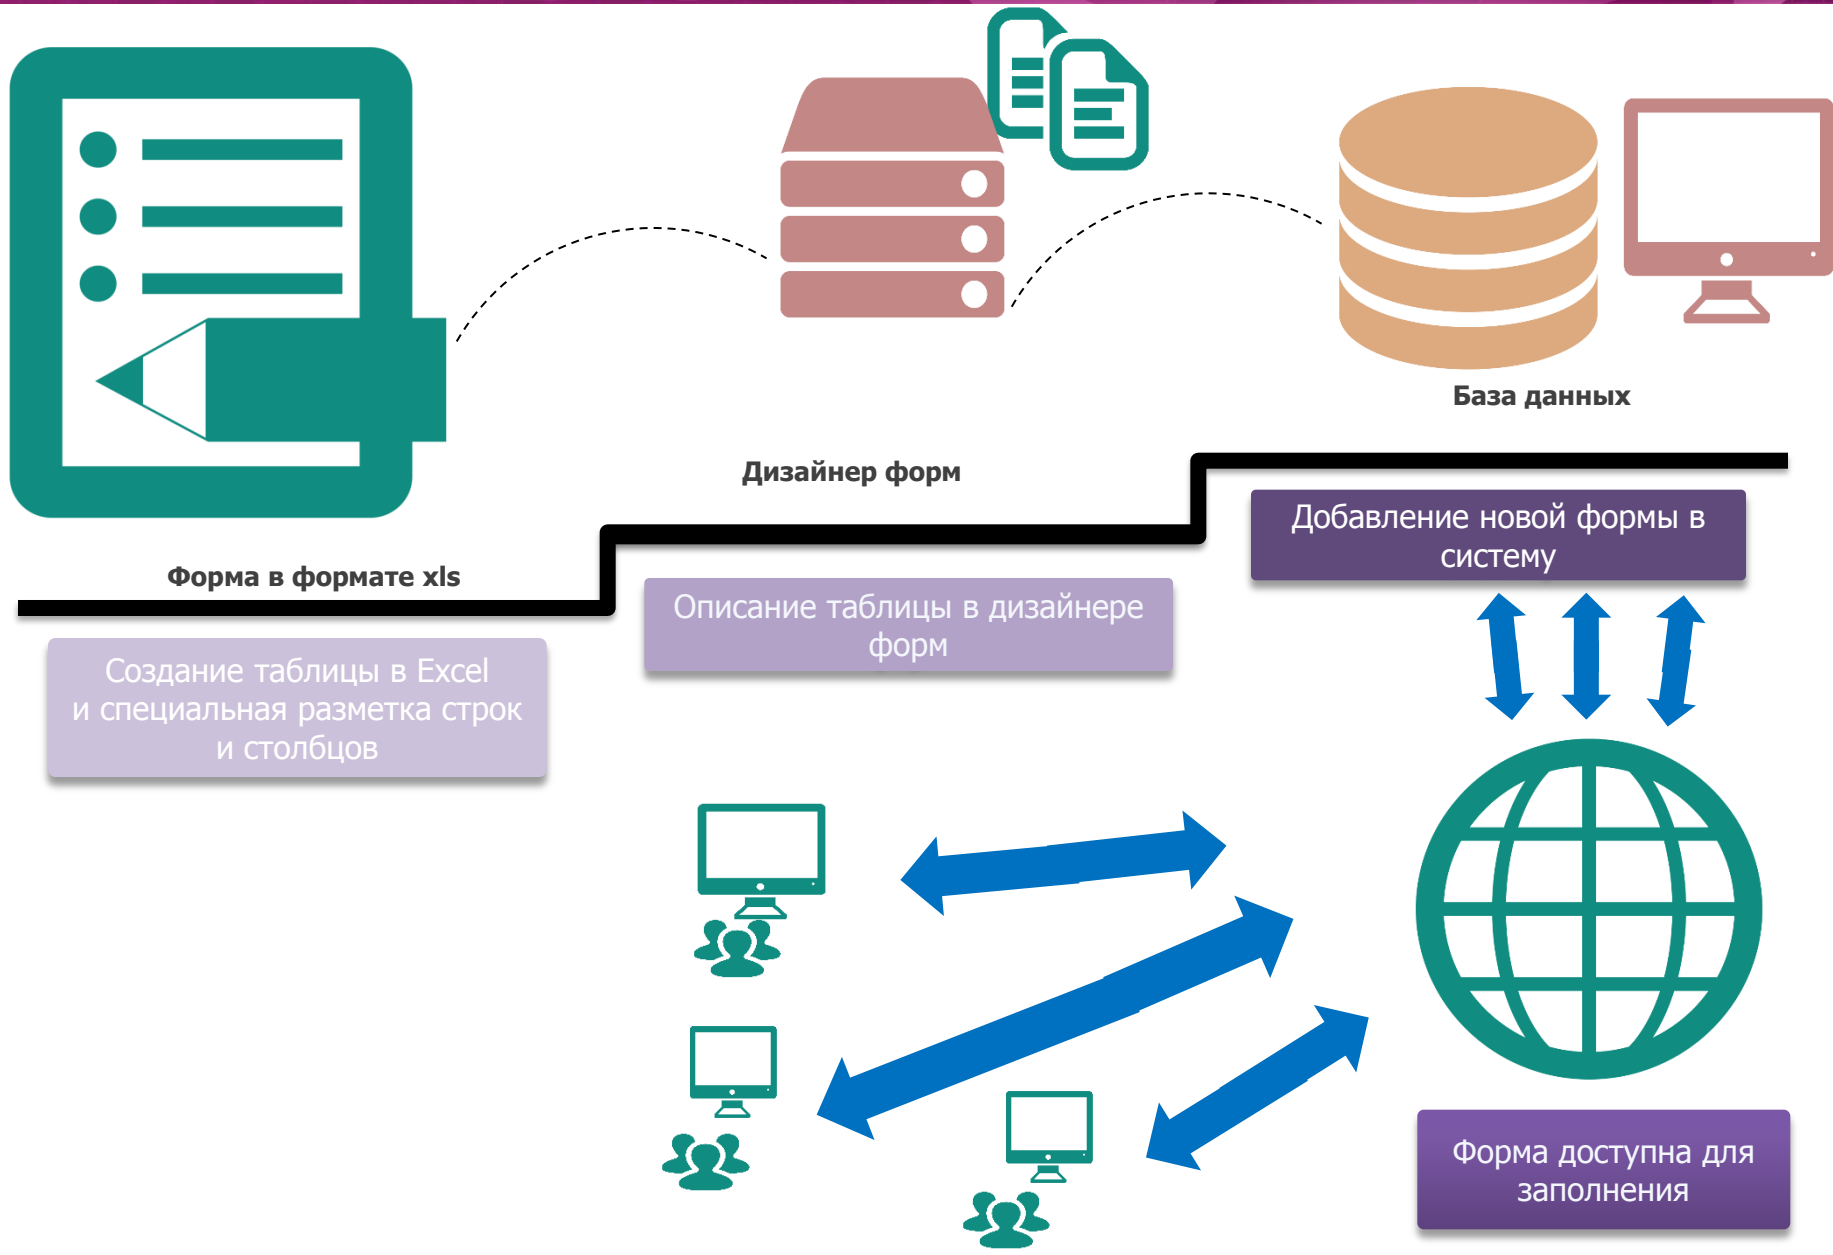 База данных
Дизайнер форм
Добавление новой формы в
систему
Форма в формате xls
Описание таблицы в дизайнере
форм
Создание таблицы в Excel
и специальная разметка строк
и столбцов
Форма доступна для
заполнения